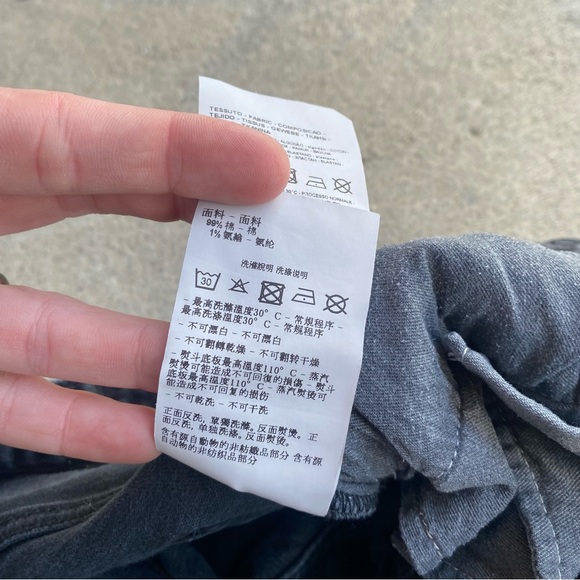 TESSUTO - FABRIC - COMPOSICAO -
TEJIDO - TISSUS - GEWEBE - TKANINA
面料 - 面料
99% 棉 - 棉
1% 氨綸 - 氨纶
洗滌說明 洗涤说明
30
- 最高洗滌溫度30° C - 常規程序 -
最高洗涤温度30° C - 常规程序
- 不可漂白 - 不可漂白
- 不可翻轉乾燥 - 不可翻转干燥
- 熨斗底板最高溫度110° C - 蒸汽
熨燙可能造成不可回復的損傷 - 熨斗
底板最高温度110° C - 蒸汽熨烫可
能造成不可回复的损伤
- 不可乾洗 - 不可干洗
正面反洗, 單獨洗滌。反面熨燙。 正
面反洗, 单独洗涤。反面熨烫。
含有源自動物的非紡織品部分 含有源
自动物的非纺织品部分